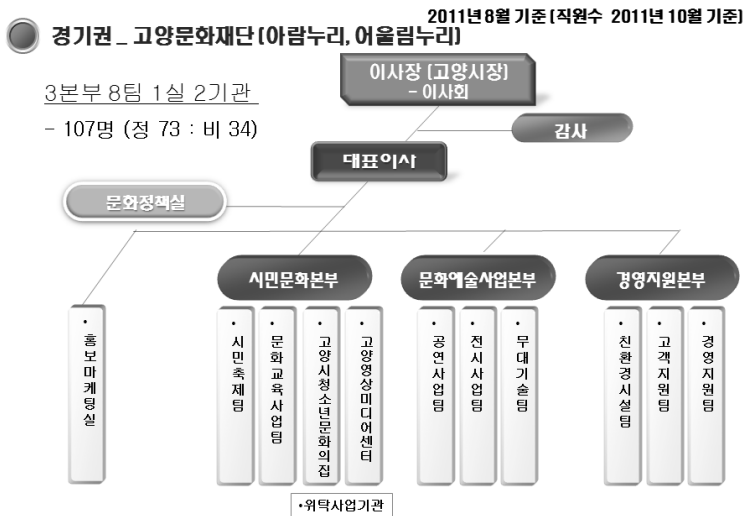 2011년 8월 기준 (직원수 2011년 10월 기준)
경기권 _ 고양문화재단 (아람누리, 어울림누리)
3본부 8팀 1실 2기관
- 107명 (정 73 : 비 34)
이사장 (고양시장)
- 이사회
감사
대표이사
문화정책실
시민문화본부
문화예술사업본부
경영지원본부
• 홍보마케팅실
• 시민축제팀
• 문화교육사업팀
• 고양시청소년문화의집
• 고양영상미디어센터
• 공연사업팀
• 전시사업팀
• 무대기술팀
• 친환경시설팀
• 고객지원팀
• 경영지원팀
•위탁사업기관